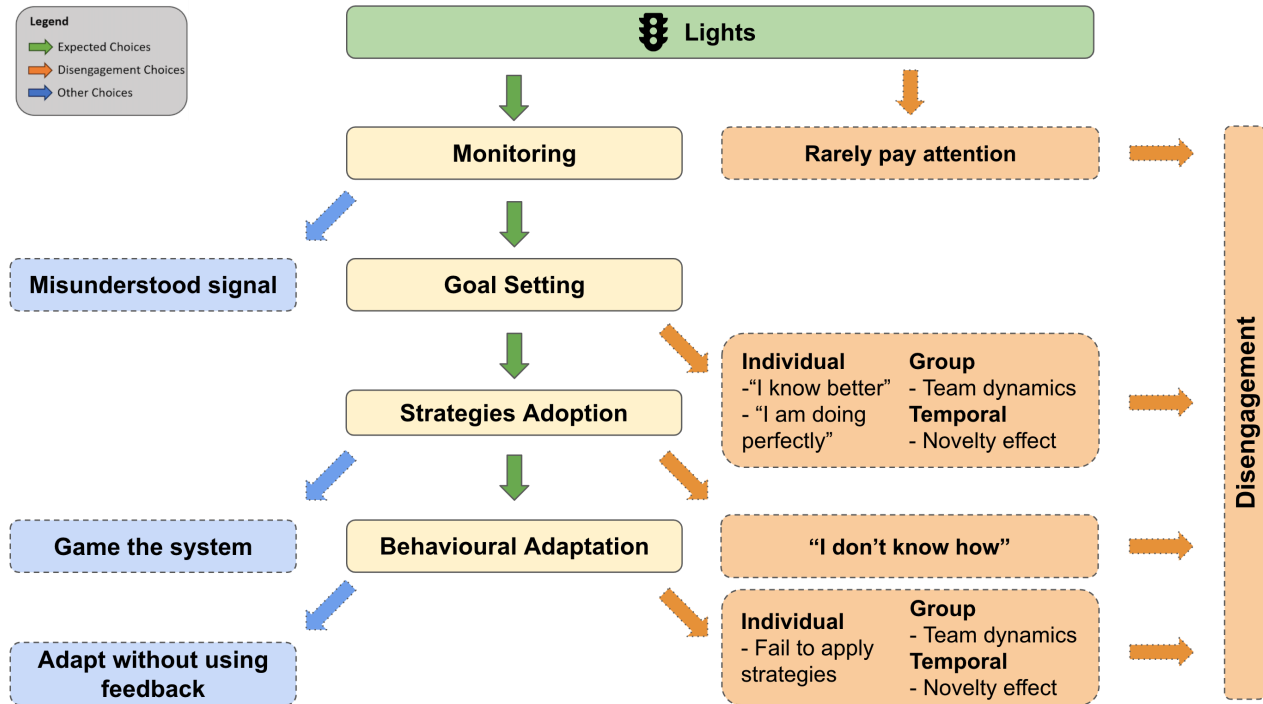 Legend
Expected Choices
Disengagement Choices
Other Choices
Lights
Monitoring
Rarely pay attention
Misunderstood signal
Goal Setting
Individual
-“I know better”
- “I am doing
perfectly”
Group
- Team dynamics
Temporal
- Novelty effect
Strategies Adoption
Game the system
Behavioural Adaptation
“I don’t know how”
Adapt without using
feedback
Individual
- Fail to apply
strategies
Group
- Team dynamics
Temporal
- Novelty effect
Disengagement